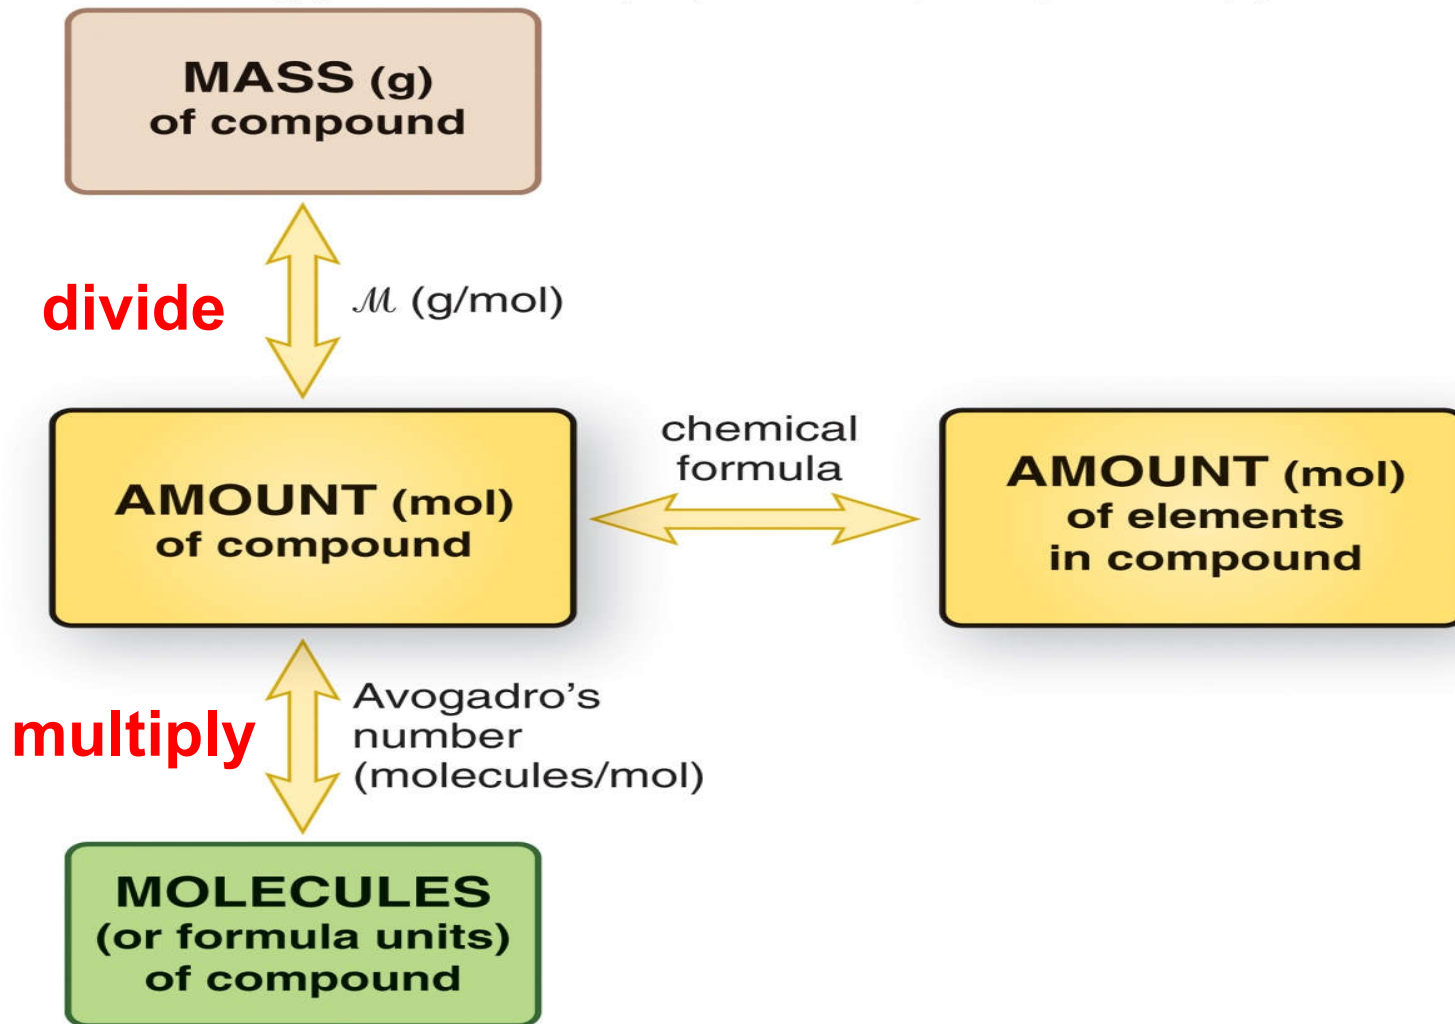 MASS (g)
of compound
divide
ℳ (g/mol)
AMOUNT (mol)
of compound
chemical
formula
AMOUNT (mol)
of elements
in compound
multiply
Avogadro’s
number
(molecules/mol)
MOLECULES
(or formula units)
of compound